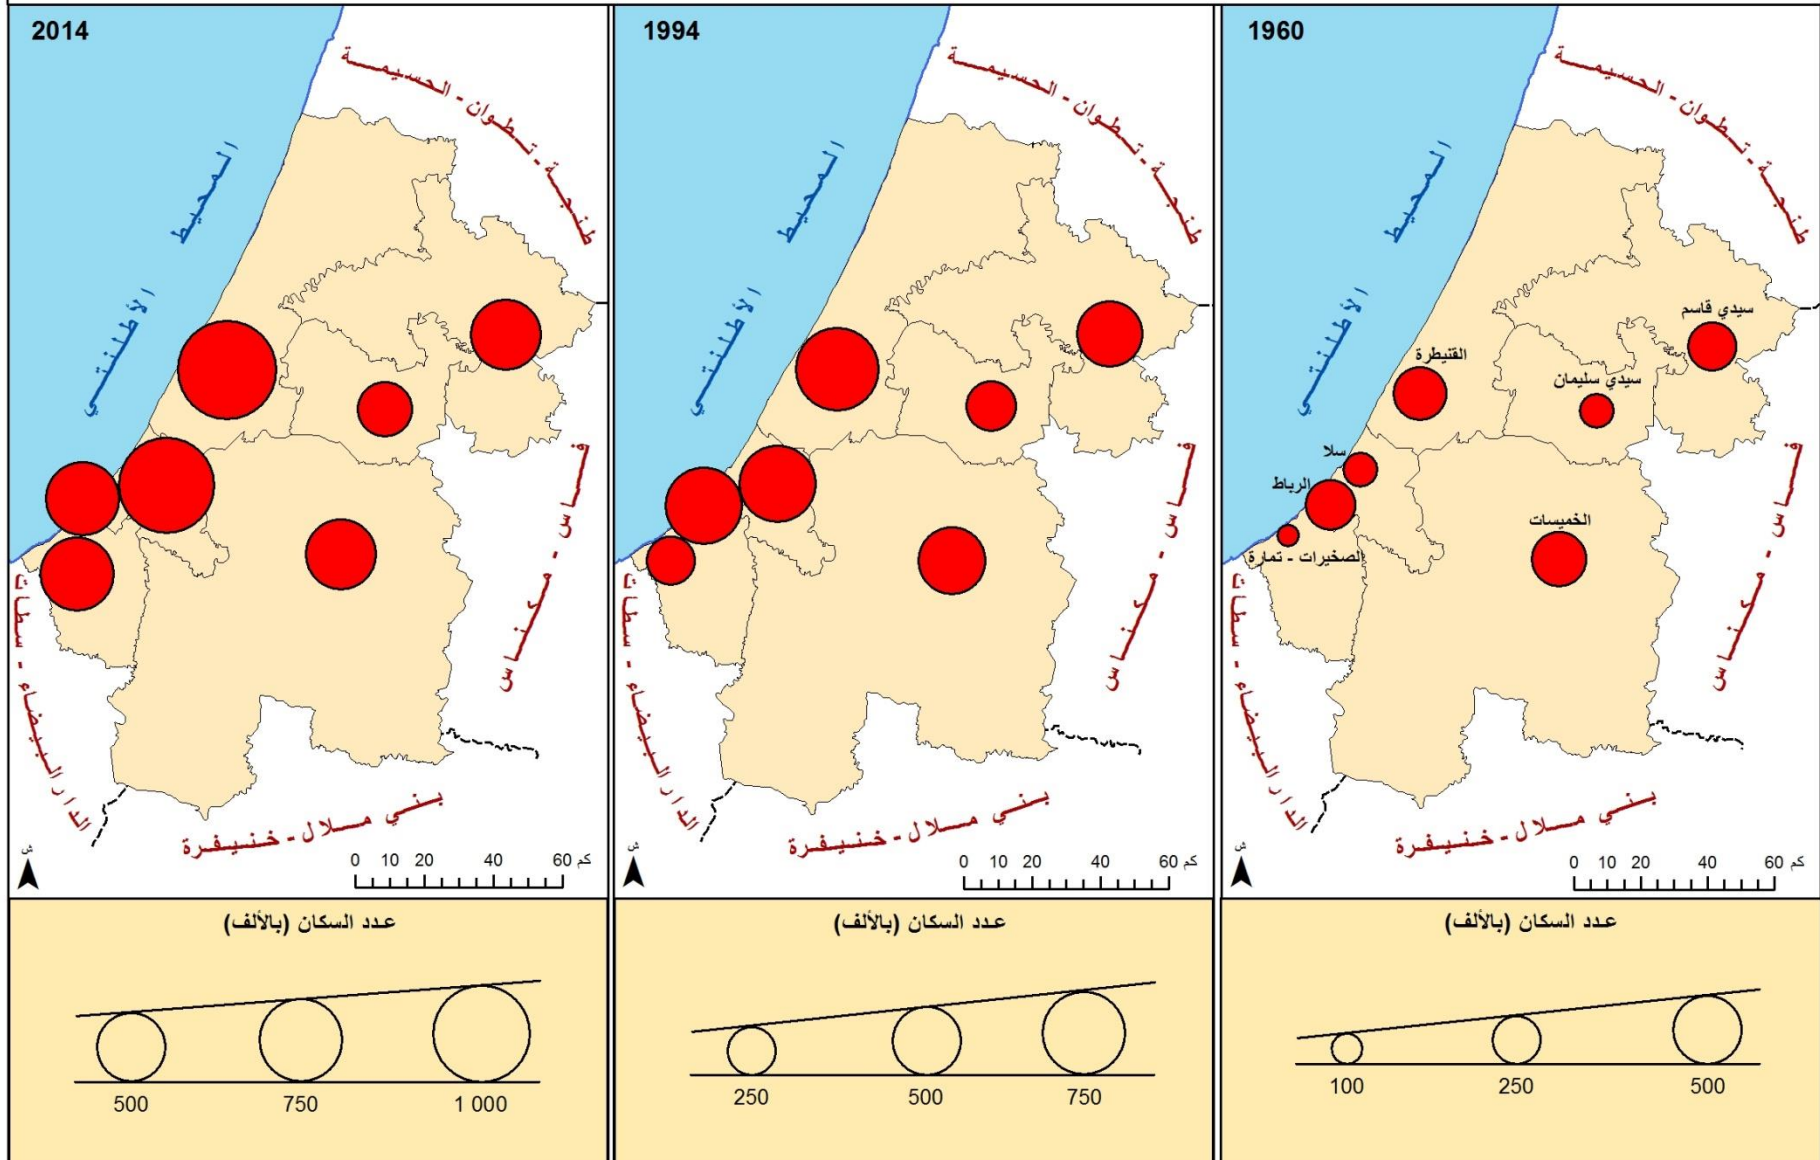 1960
طنجة - تطوان - الحسيمة
المحيط
الأطلنتي
سيدي قاسم
القنيطرة
سيدي سليمان
سلا
الرباط
الخميسات
الصخيرات - تمارة
فاس - مكناس
الدار البيضاء - سطات
بني ملال - خنيفرة
ش
0 10 20 40 60 كم
عدد السكان (بالألف)
100 250 500
1994
طنجة - تطوان - الحسيمة
المحيط
الأطلنتي
فاس - مكناس
الدار البيضاء - سطات
بني ملال - خنيفرة
ش
0 10 20 40 60 كم
عدد السكان (بالألف)
250 500 750
2014
طنجة - تطوان - الحسيمة
المحيط
الأطلنتي
فاس - مكناس
الدار البيضاء - سطات
بني ملال - خنيفرة
ش
0 10 20 40 60 كم
عدد السكان (بالألف)
500 750 1 000